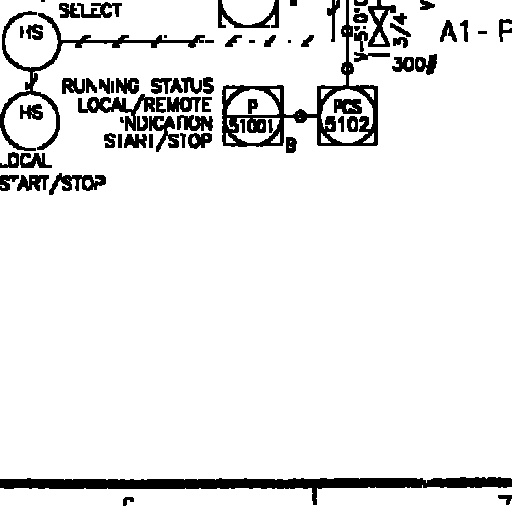 SELECT
HS
3/4"
A1 - P
300#
HS
RUNNING STATUS
LOCAL/REMOTE
INDICATION
START/STOP
P
51001
PCS
5102
B
LOCAL
START/STOP